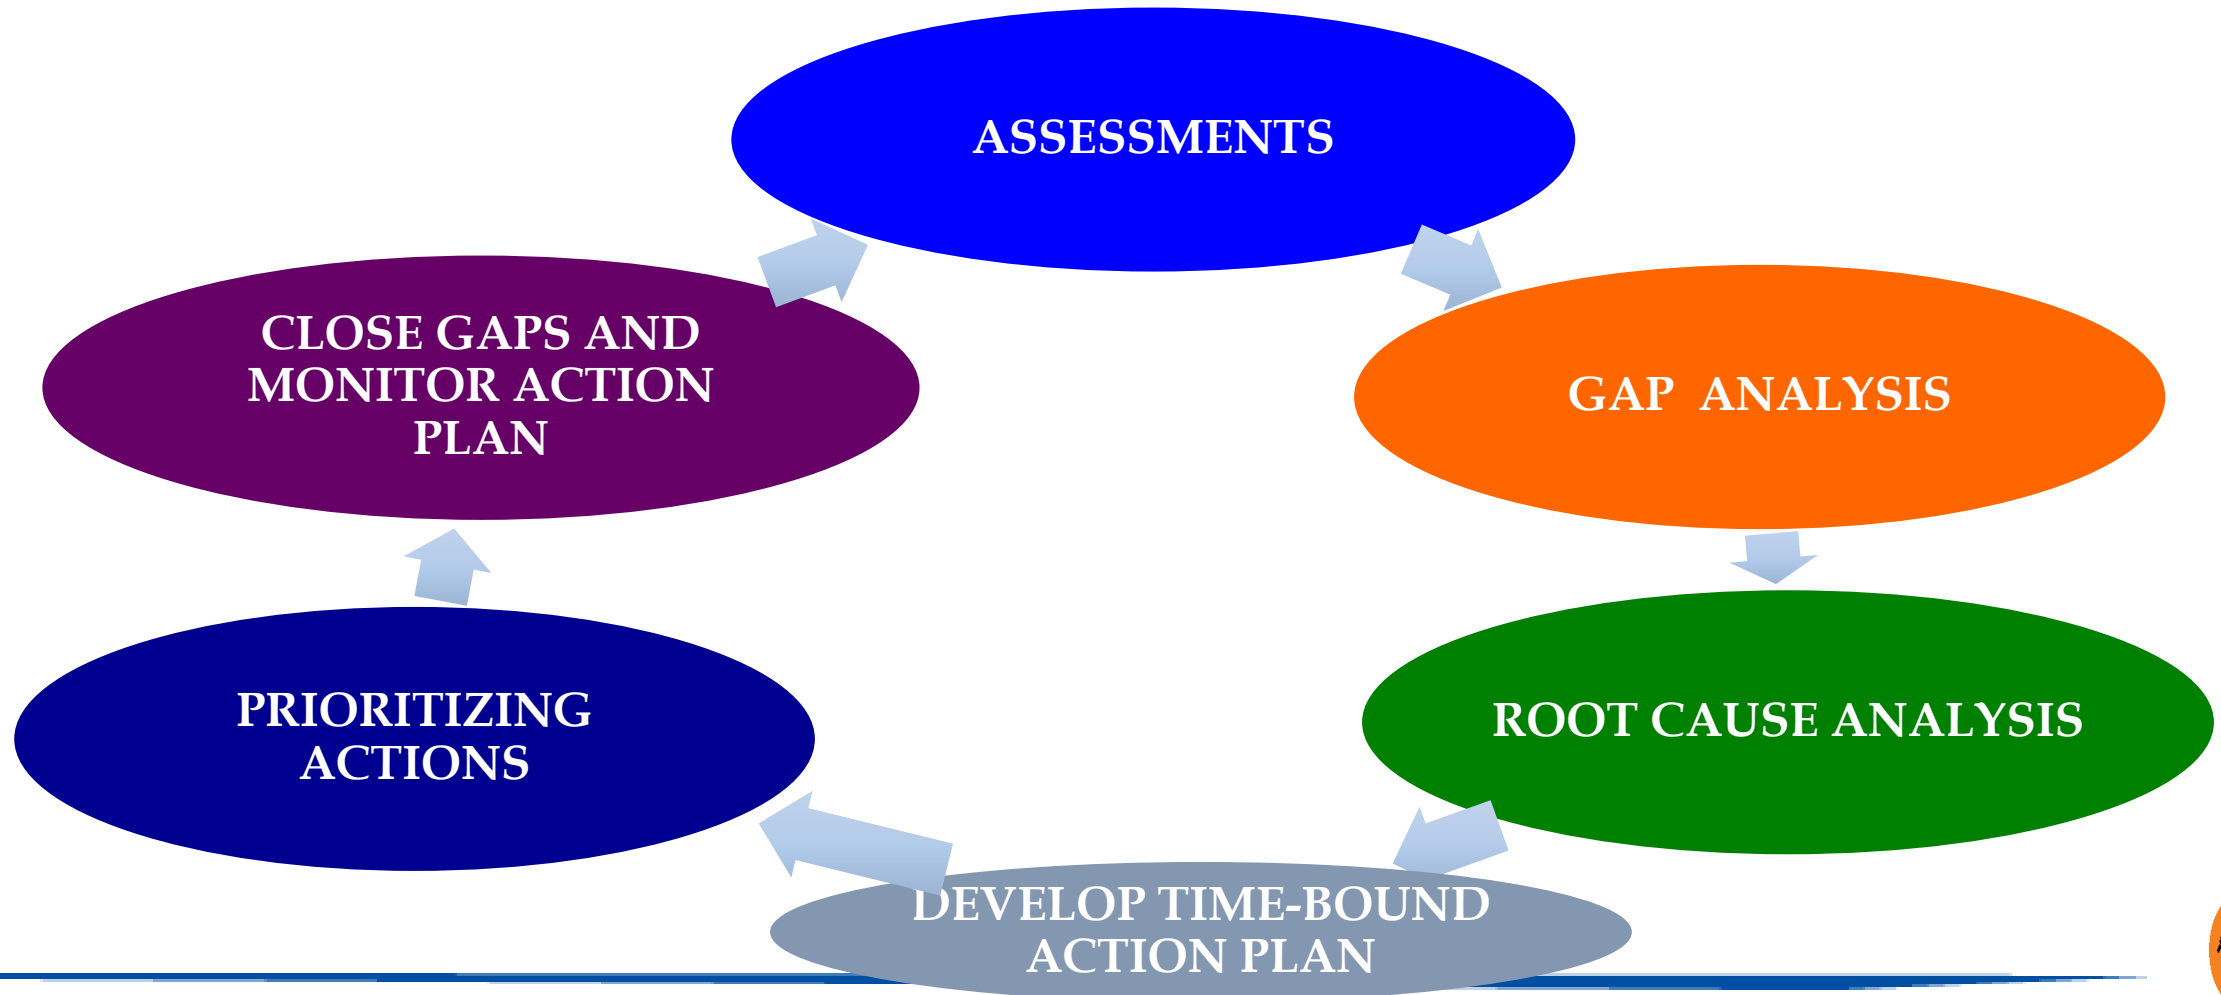 ASSESSMENTS
GAP ANALYSIS
ROOT CAUSE ANALYSIS
DEVELOP TIME-BOUND
ACTION PLAN
PRIORITIZING
ACTIONS
CLOSE GAPS AND
MONITOR ACTION
PLAN